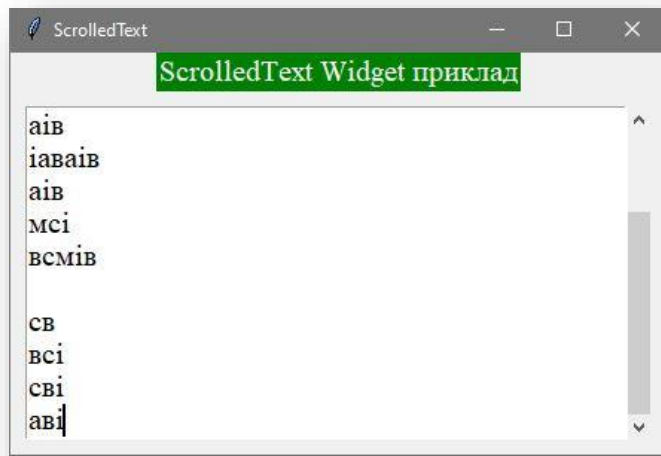 ScrolledText
ScrolledText Widget приклад
аів
іаваів
аів
мсі
всмів
св
всі
сві
аві